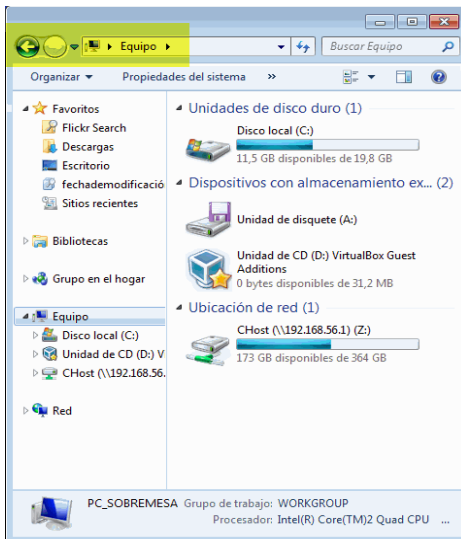 Equipo
Buscar Equipo
Organizar
Propiedades del sistema
»
Favoritos
Flickr Search
Descargas
Escritorio
fechademodificació
Sitios recientes
Bibliotecas
Grupo en el hogar
Equipo
Disco local (C:)
Unidad de CD (D:) V
CHost (\\192.168.56.
Red
Unidades de disco duro (1)
Disco local (C:)
11,5 GB disponibles de 19,8 GB
Dispositivos con almacenamiento ex... (2)
Unidad de disquete (A:)
Unidad de CD (D:) VirtualBox Guest
Additions
0 bytes disponibles de 31,2 MB
Ubicación de red (1)
CHost (\\192.168.56.1) (Z:)
173 GB disponibles de 364 GB
PC_SOBREMESA Grupo de trabajo: WORKGROUP
Procesador: Intel(R) Core(TM)2 Quad CPU ...